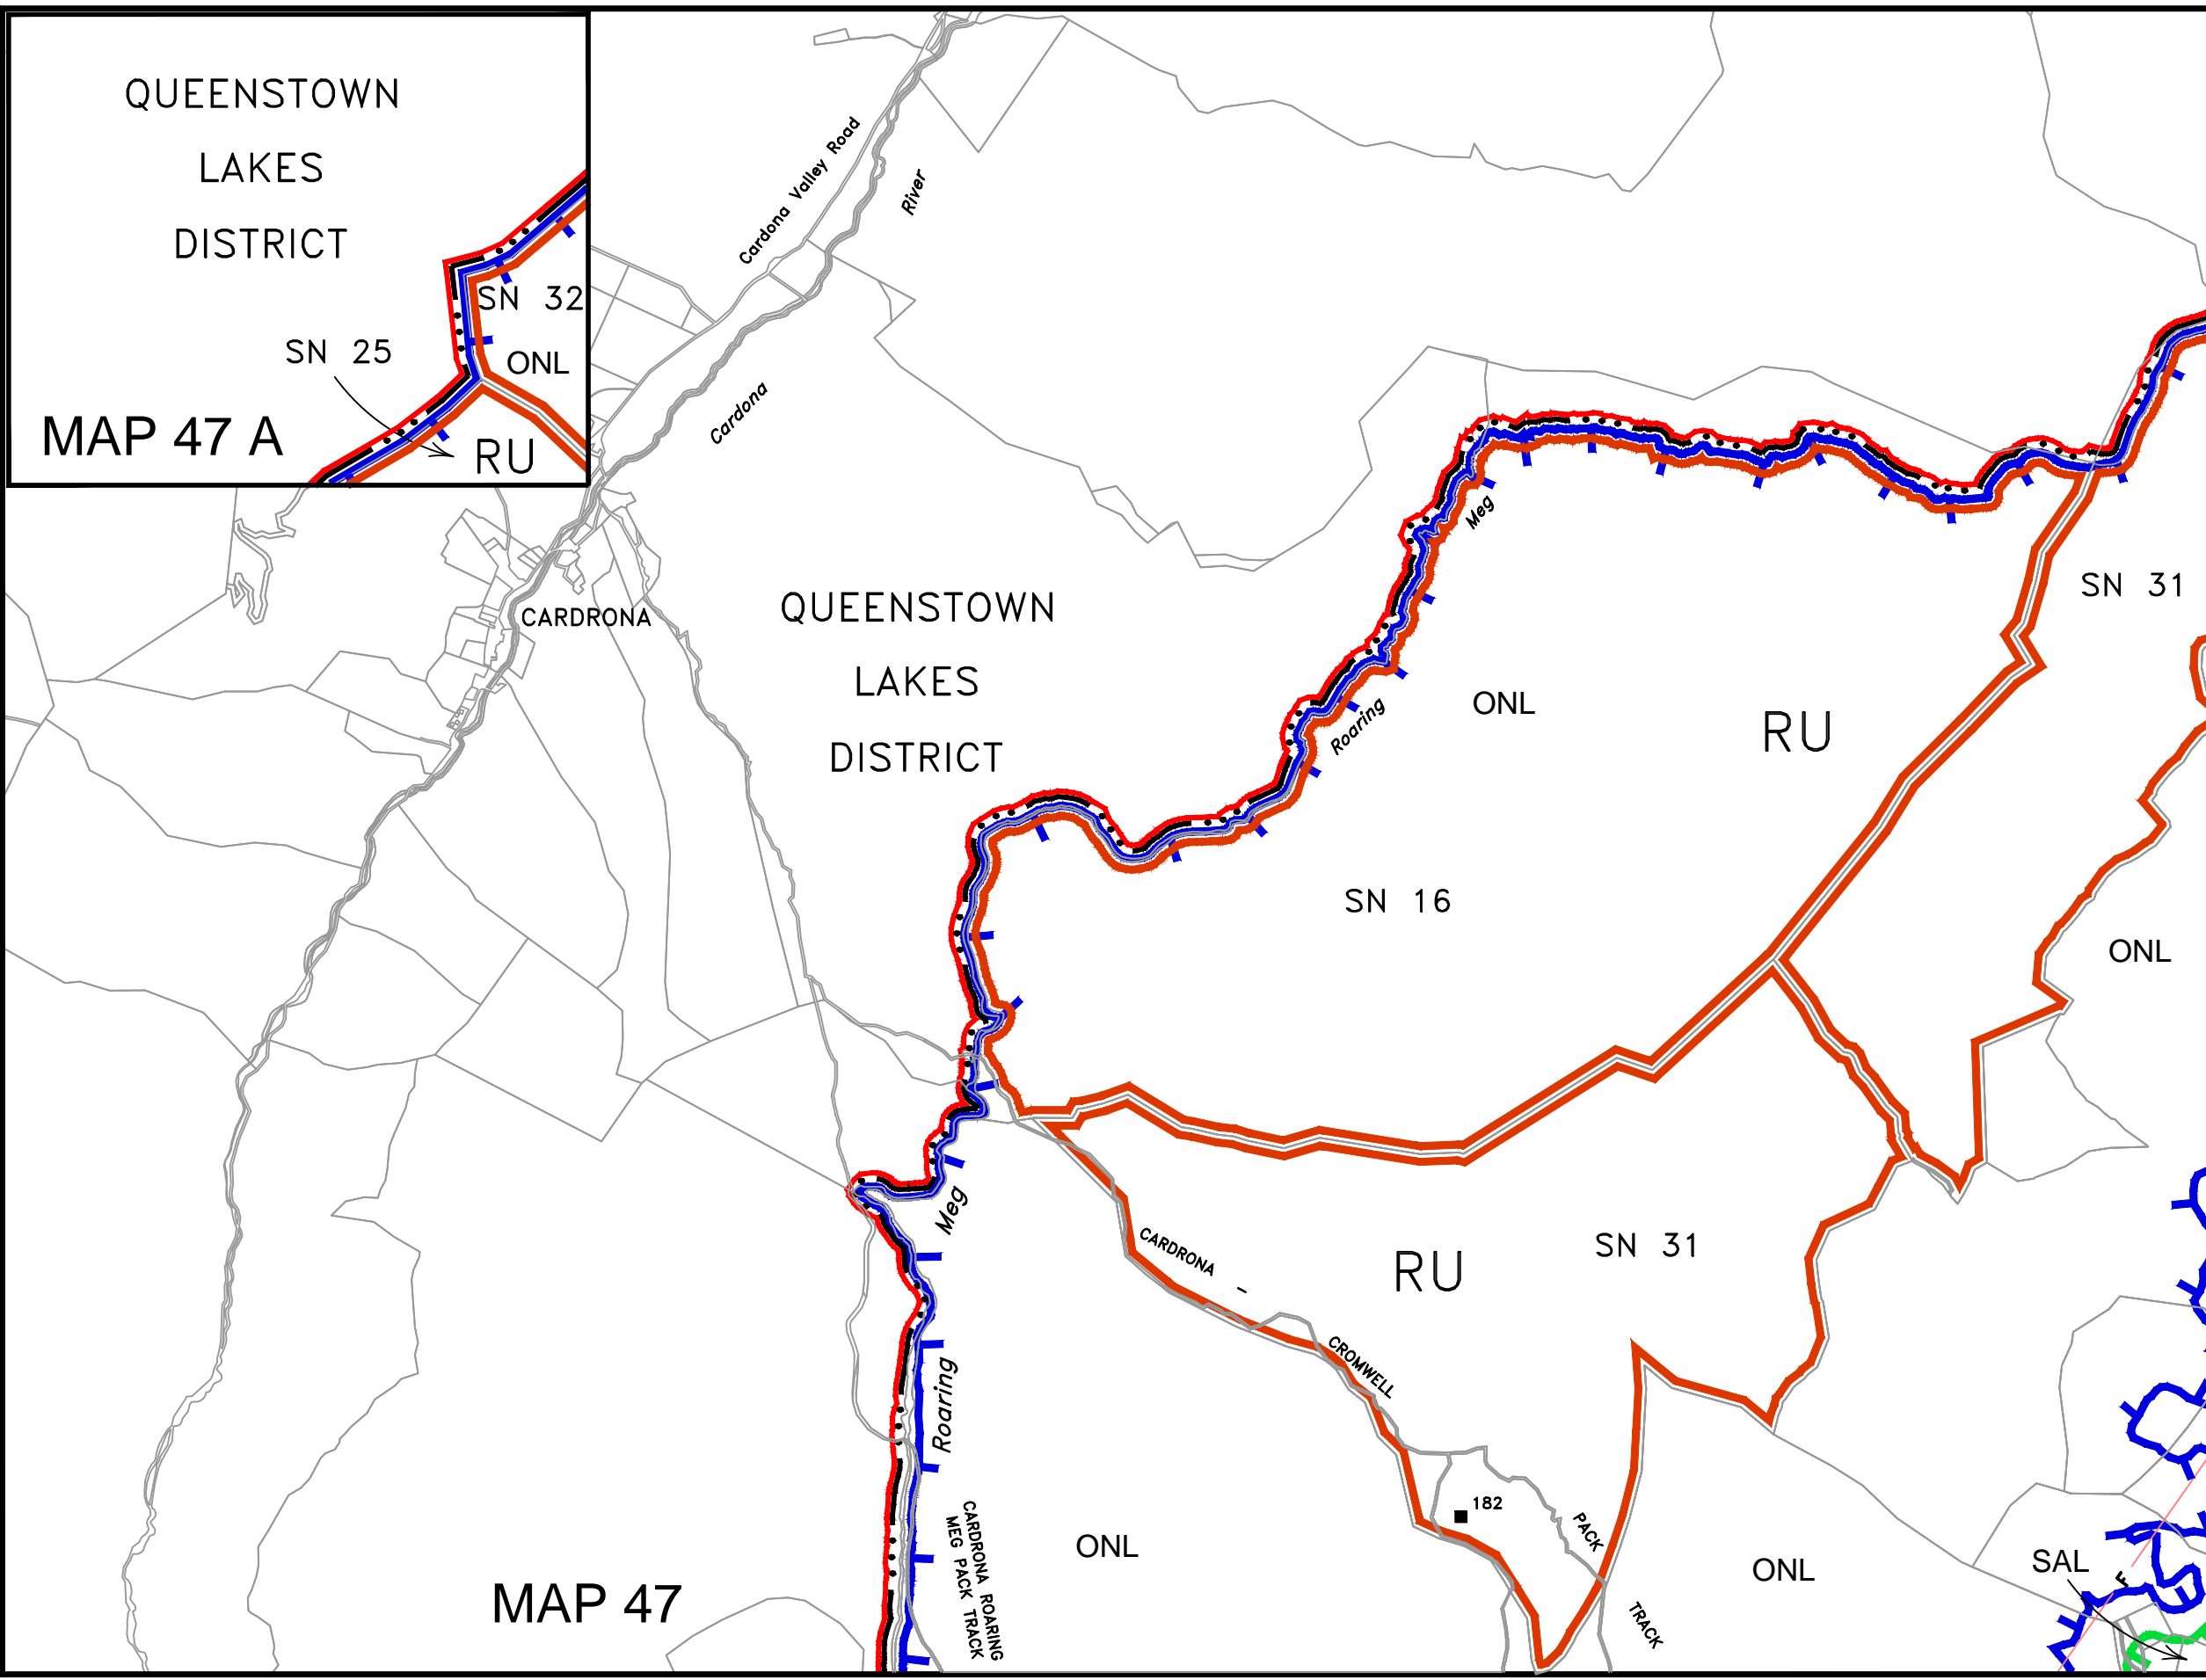 QUEENSTOWN
LAKES
DISTRICT
SN 32
SN 25
ONL
MAP 47 A
RU
Cardona Valley Road
River
Cardona
CARDRONA
QUEENSTOWN
LAKES
DISTRICT
Meg
Roaring
ONL
RU
SN 31
SN 16
ONL
Meg
Roaring
CARDRONA -
CROMWELL
PACK
TRACK
RU
SN 31
182
CARDRONA ROARING
MEG PACK TRACK
ONL
ONL
SAL
F
MAP 47